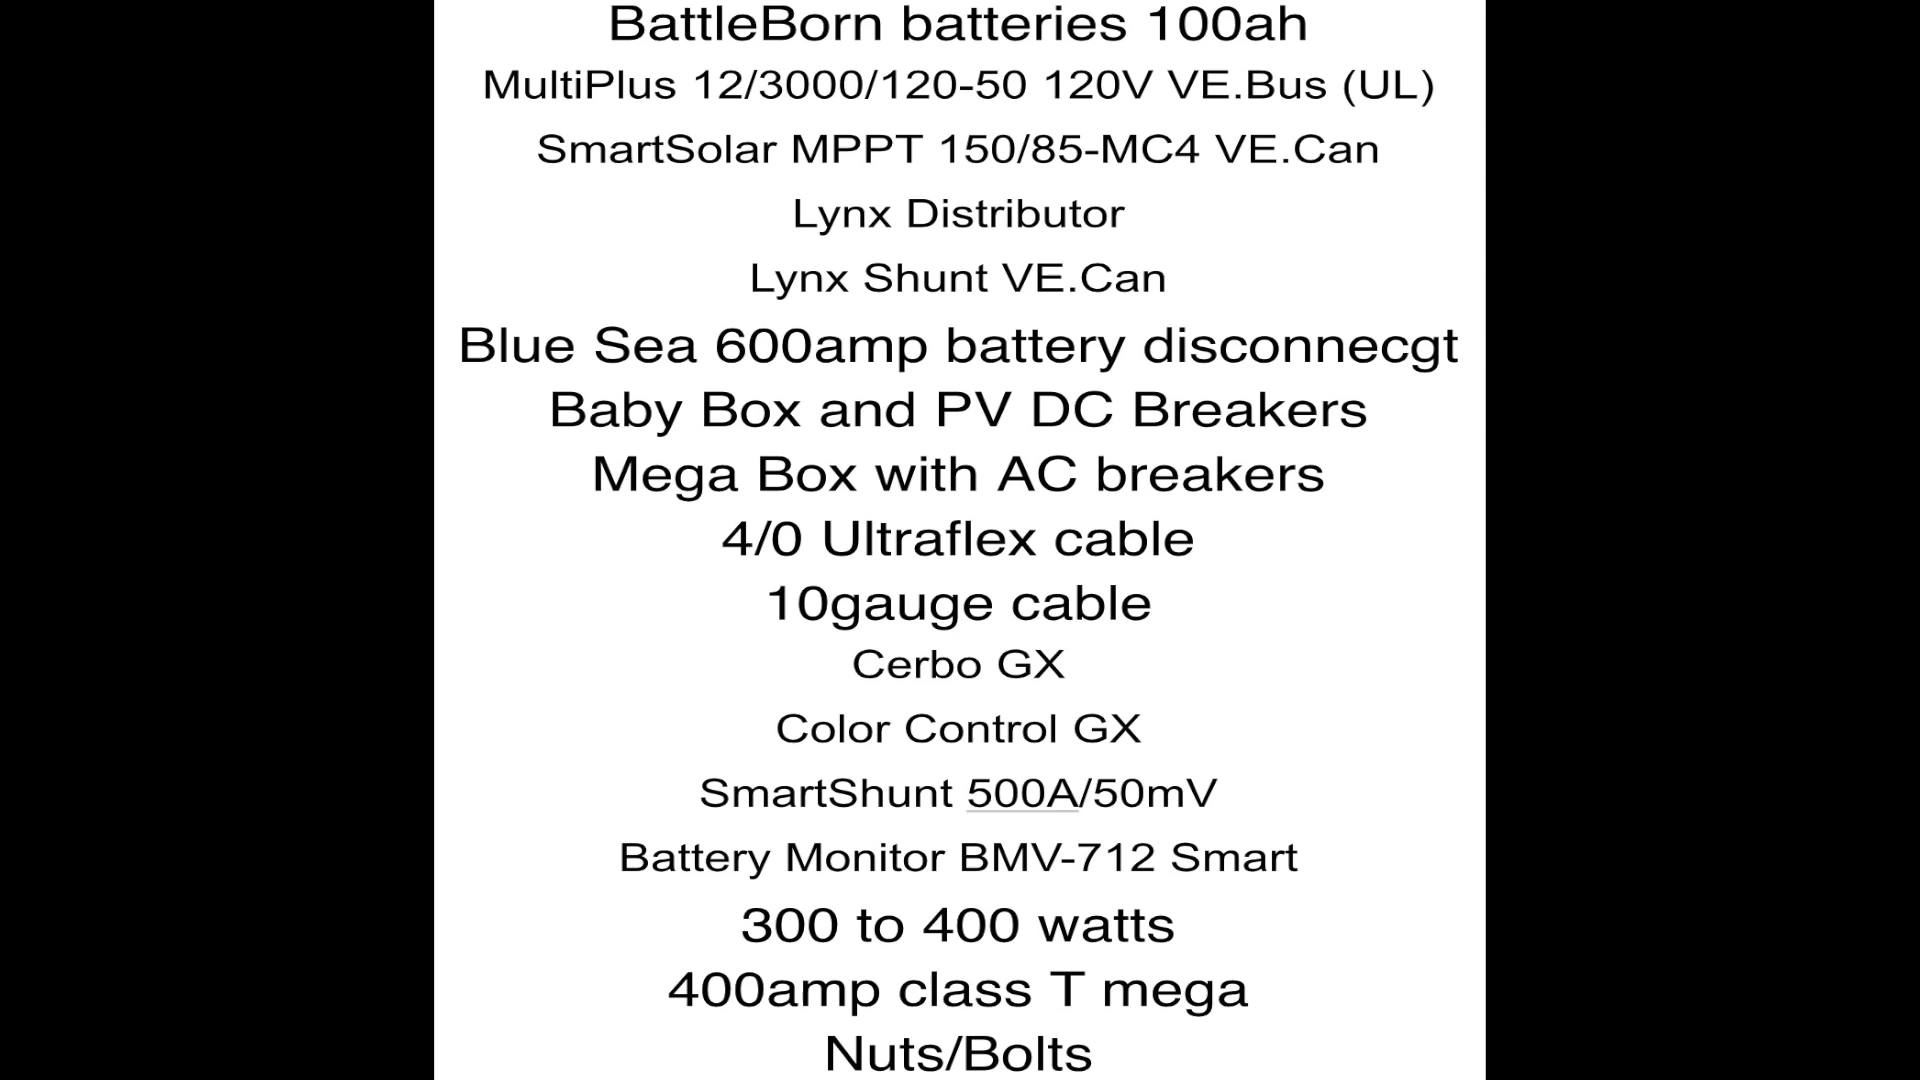 BattleBorn batteries 100ah
MultiPlus 12/3000/120-50 120V VE.Bus (UL)
SmartSolar MPPT 150/85-MC4 VE.Can
Lynx Distributor
Lynx Shunt VE.Can
Blue Sea 600amp battery disconnecgt
Baby Box and PV DC Breakers
Mega Box with AC breakers
4/0 Ultraflex cable
10gauge cable
Cerbo GX
Color Control GX
SmartShunt 500A/50mV
Battery Monitor BMV-712 Smart
300 to 400 watts
400amp class T mega
Nuts/Bolts